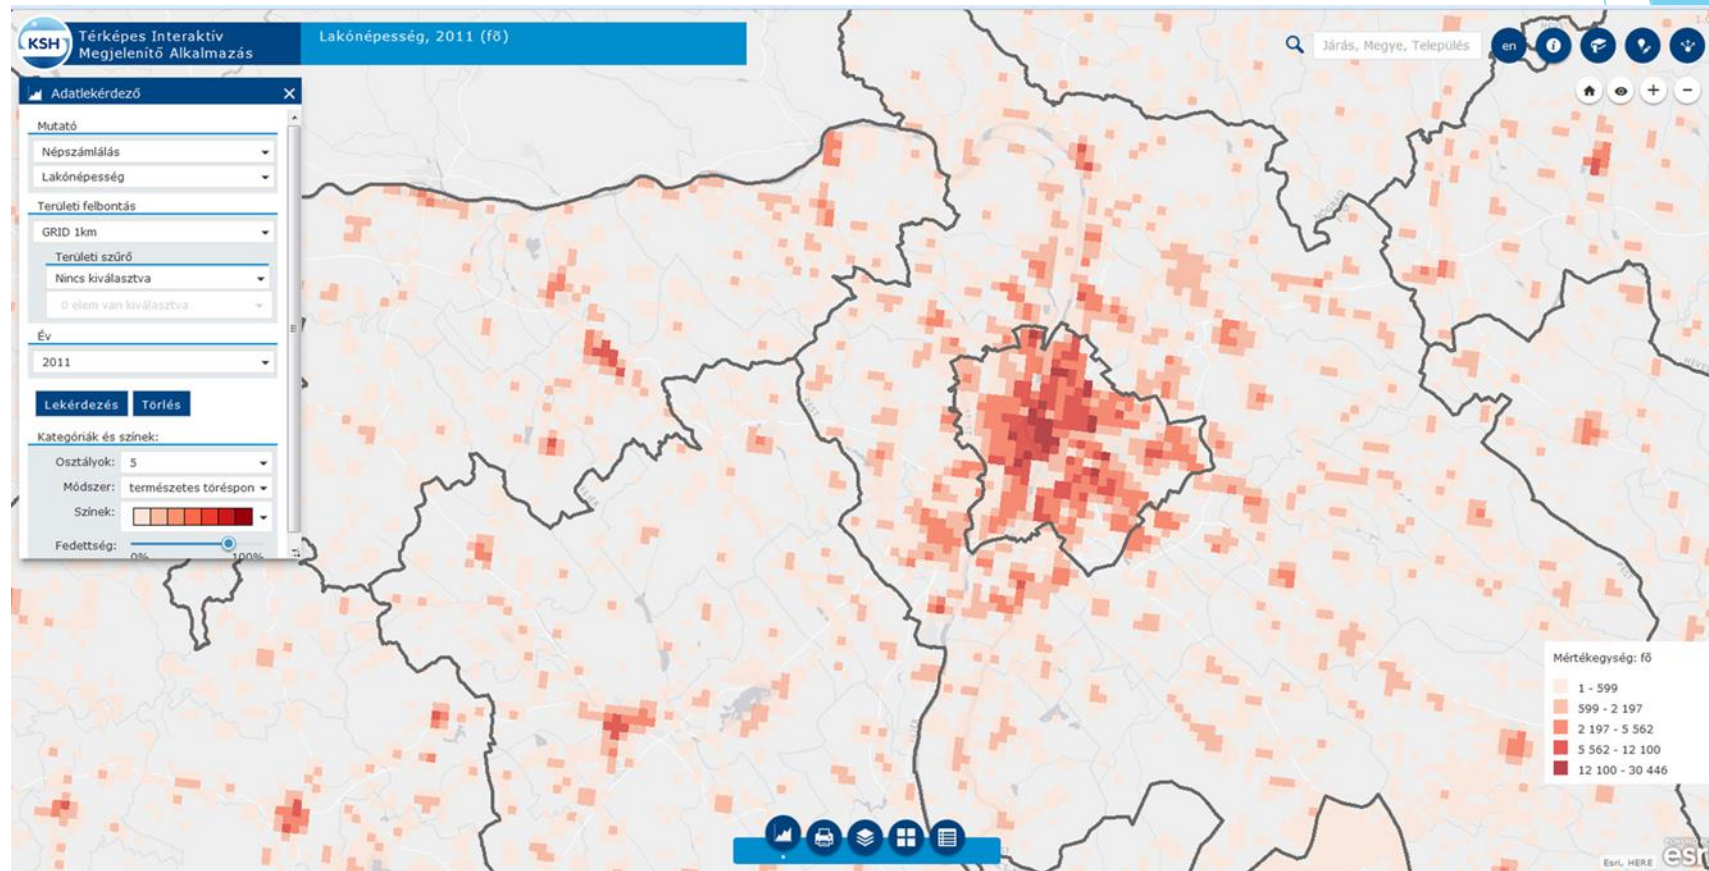 KSH
Térképes Interaktív
Megjelenítő Alkalmazás
Lakónépesség, 2011 (fő)
Járás, Megye, Település
en
Adatlekérdező
Mutató
Népszámlálás
Lakónépesség
Területi felbontás
GRID 1km
Területi szűrő
Nincs kiválasztva
0 elem van kiválasztva
Év
2011
Lekérdezés Törlés
Kategóriák és színek:
Osztályok: 5
Módszer: természetes töréspon
Színek:
Fedettség:
0% 100%
Mértékegység: fő
1 - 599
599 - 2 197
2 197 - 5 562
5 562 - 12 100
12 100 - 30 446
Esri, HERE
esri